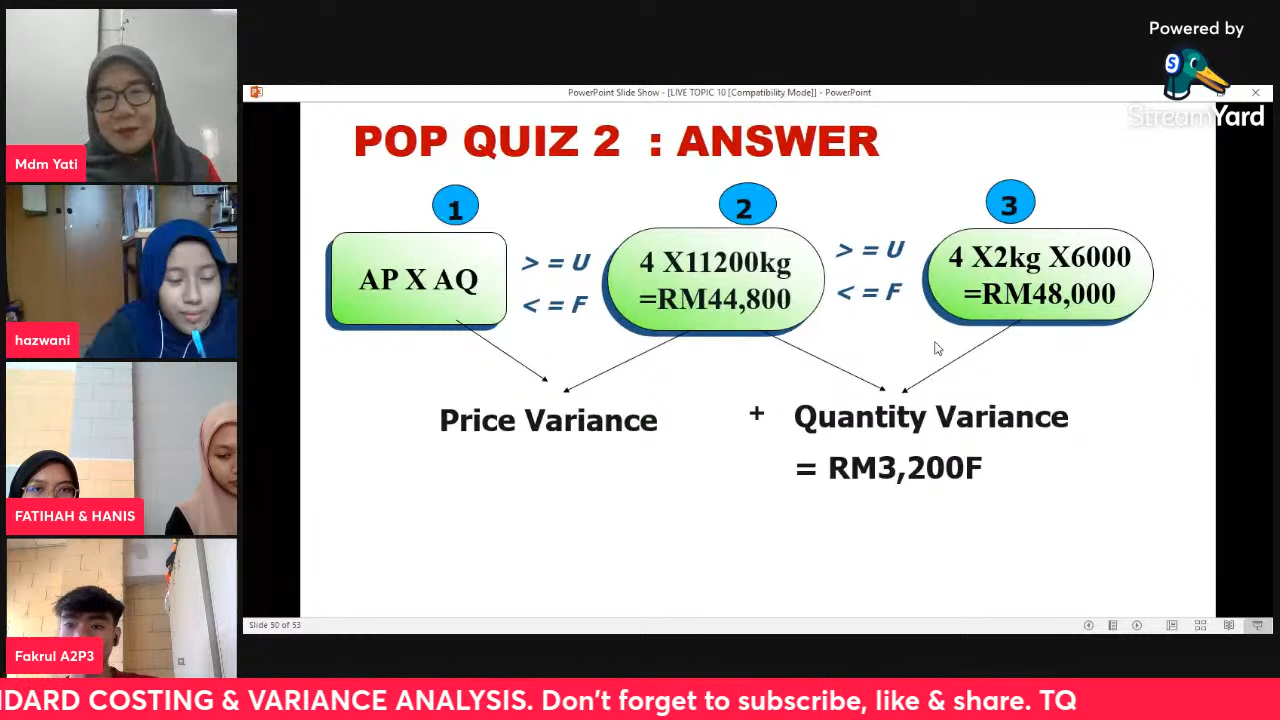 Powered by
StreamYard
PowerPoint Slide Show - [LIVE TOPIC 10 [Compatibility Mode]] - PowerPoint
POP QUIZ 2 : ANSWER
1
2
3
AP X AQ
> = U
< = F
4 X11200kg
=RM44,800
> = U
< = F
4 X2kg X6000
=RM48,000
Price Variance
+
Quantity Variance
= RM3,200F
Slide 50 of 53
Mdm Yati
hazwani
FATIHAH & HANIS
Fakrul A2P3
NDARD COSTING & VARIANCE ANALYSIS. Don't forget to subscribe, like & share. TQ